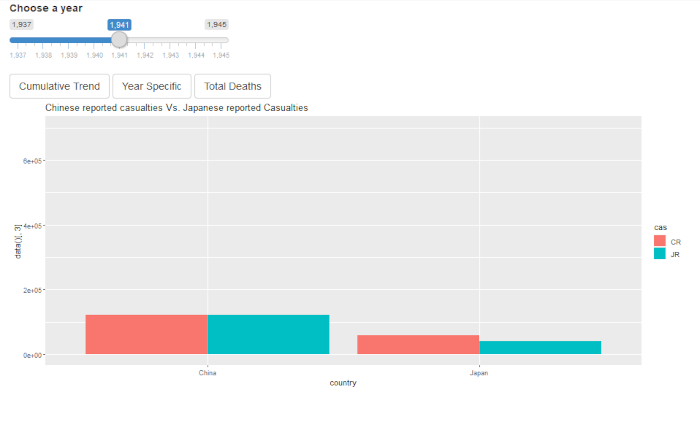 Choose a year
1,937 1,941 1,945
1,937 1,938 1,939 1,940 1,941 1,942 1,943 1,944 1,945
Cumulative Trend Year Specific Total Deaths
Chinese reported casualties Vs. Japanese reported Casualties
6e+05
4e+05
2e+05
0e+00
data()[, 3]
China Japan
country
cas
CR
JR